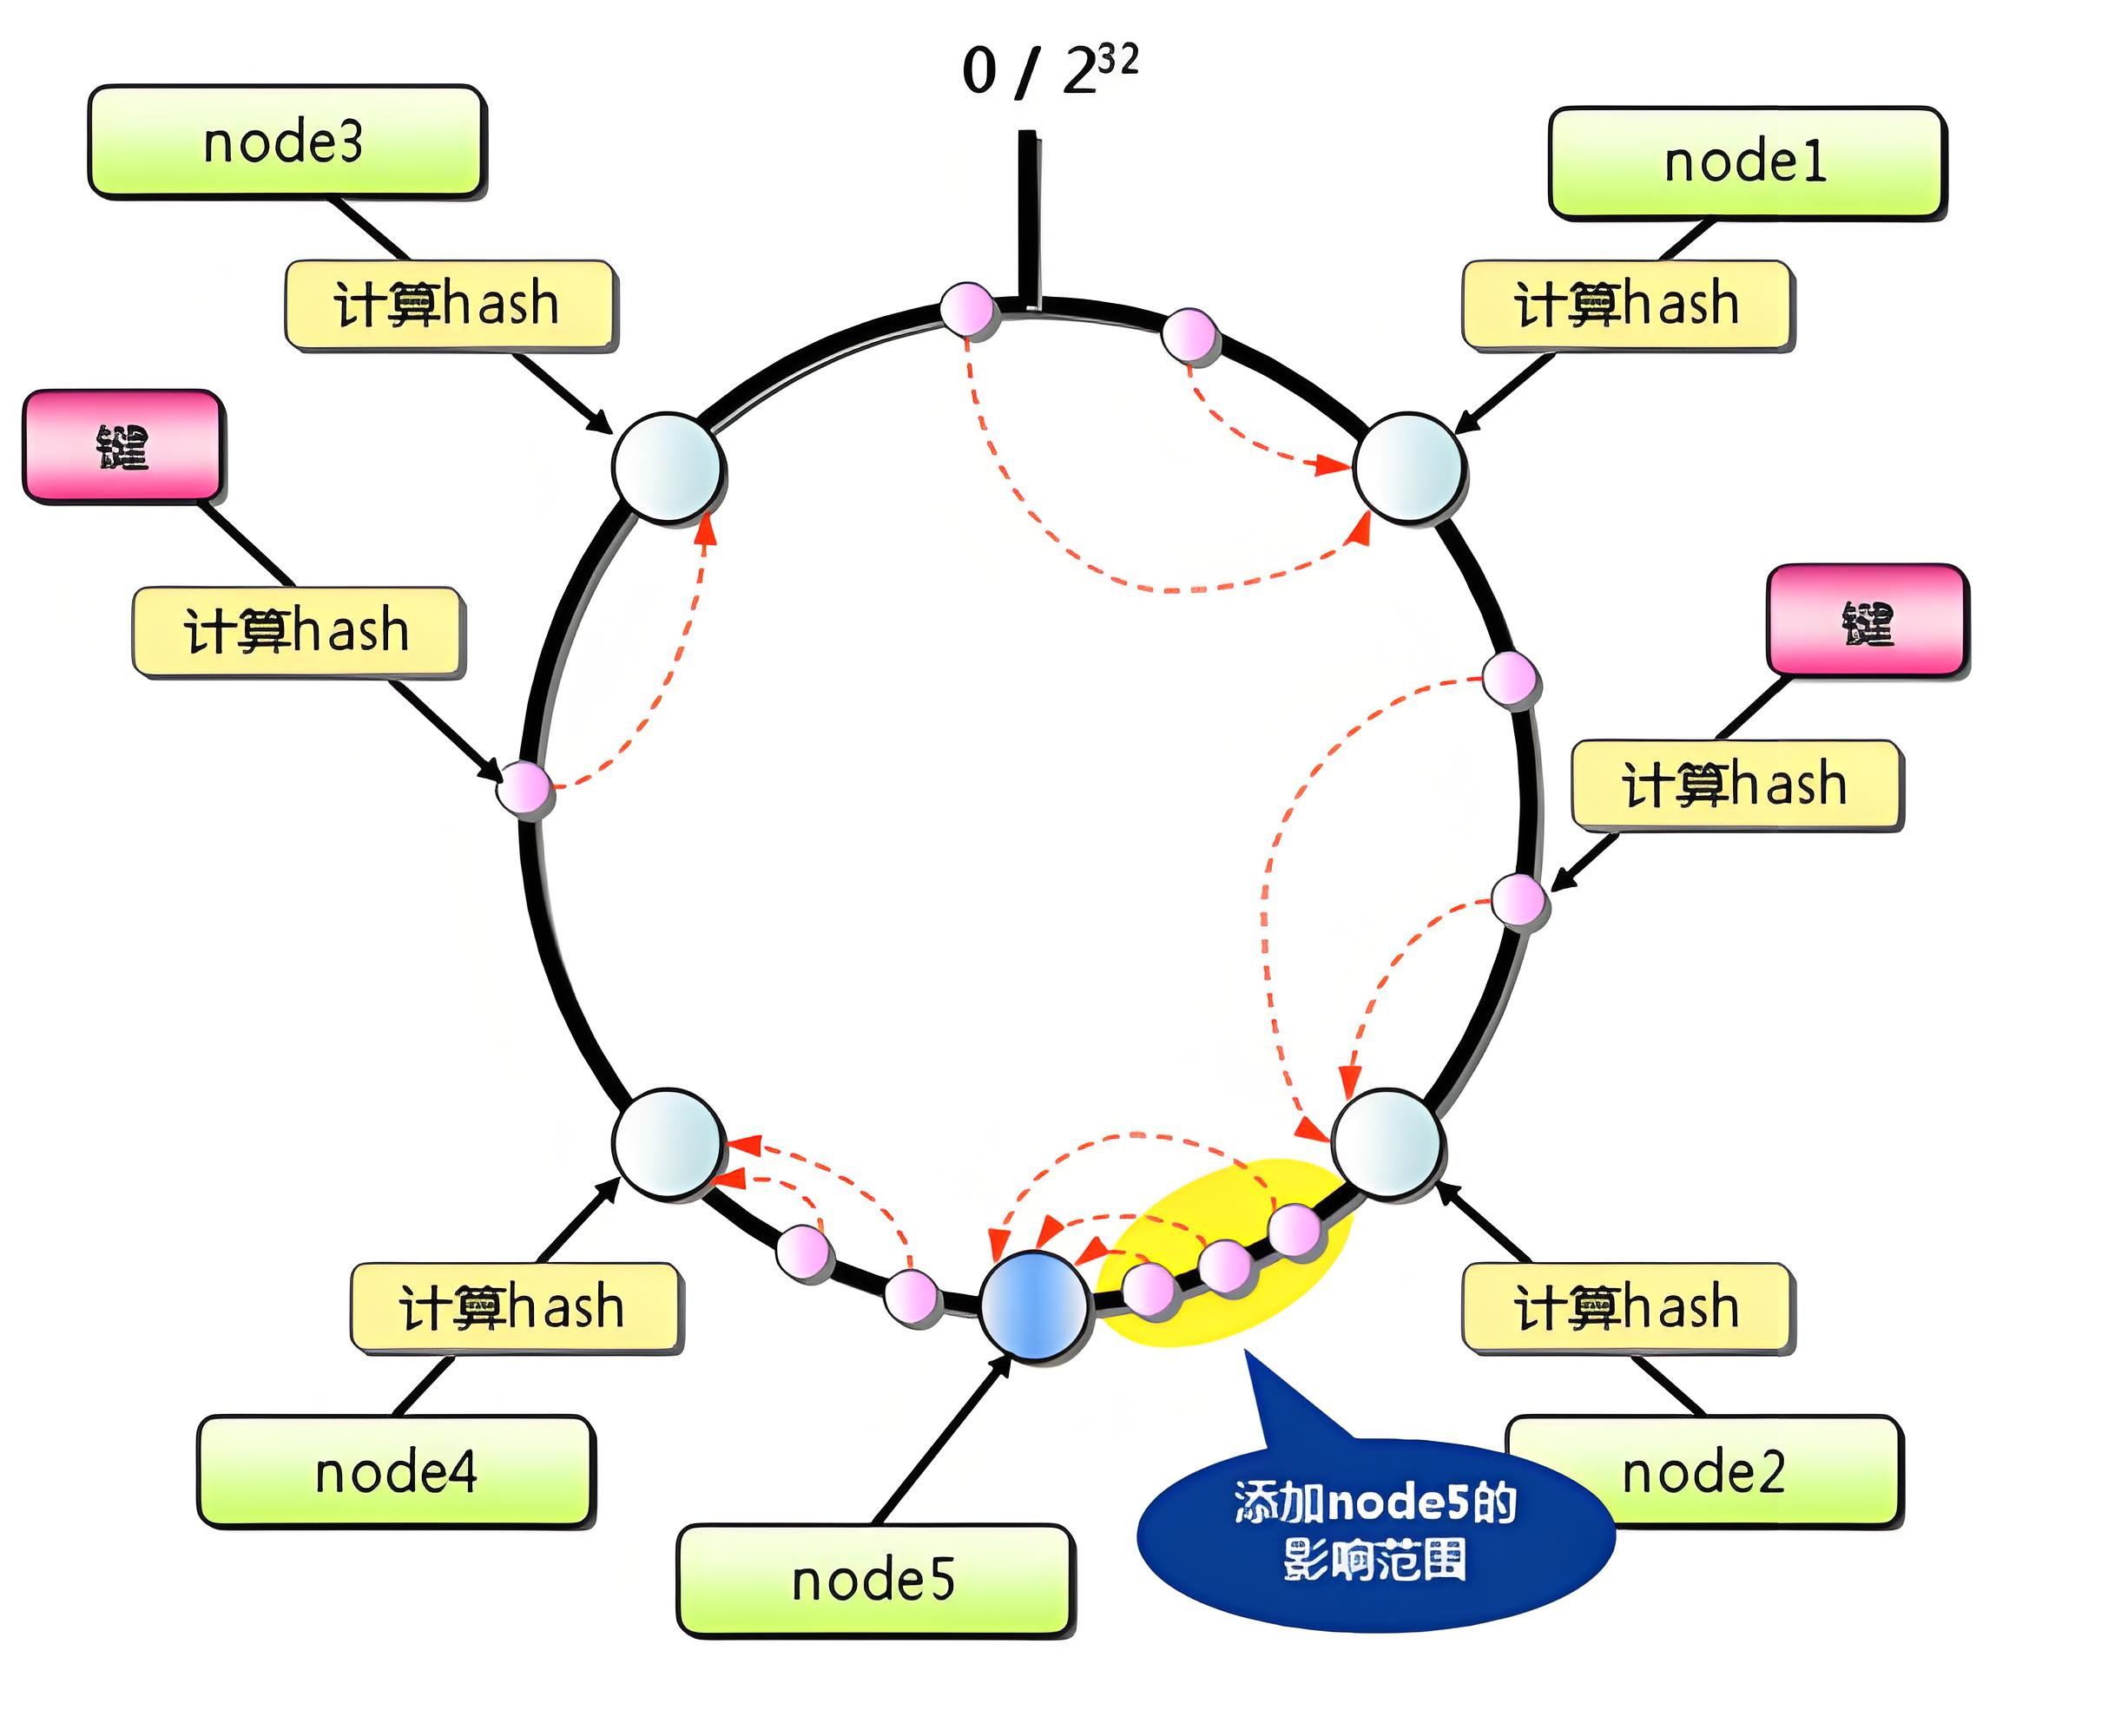 0 / 2³²
node3
node1
计算hash
计算hash
键
计算hash
键
计算hash
计算hash
计算hash
node4
node2
添加node5的
影响范围
node5